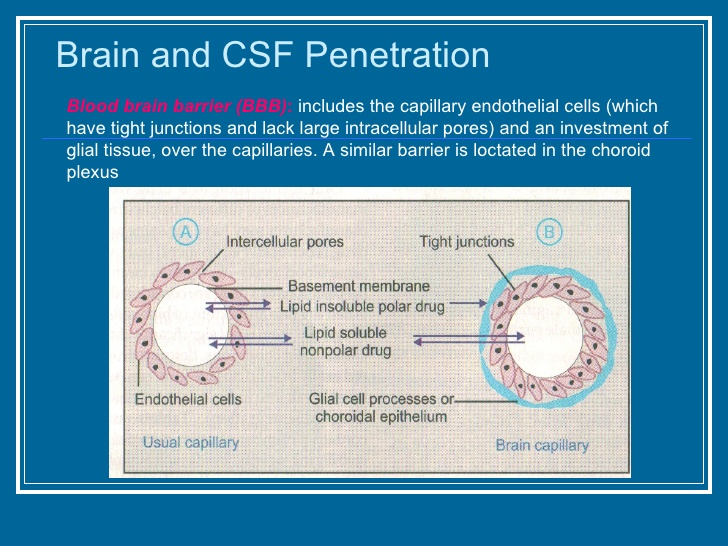 Brain and CSF Penetration
Blood brain barrier (BBB): includes the capillary endothelial cells (which
have tight junctions and lack large intracellular pores) and an investment of
glial tissue, over the capillaries. A similar barrier is loctated in the choroid
plexus
A
B
Intercellular pores
Tight junctions
Basement membrane
Lipid insoluble polar drug
Lipid soluble
nonpolar drug
Endothelial cells
Glial cell processes or
choroidal epithelium
Usual capillary
Brain capillary